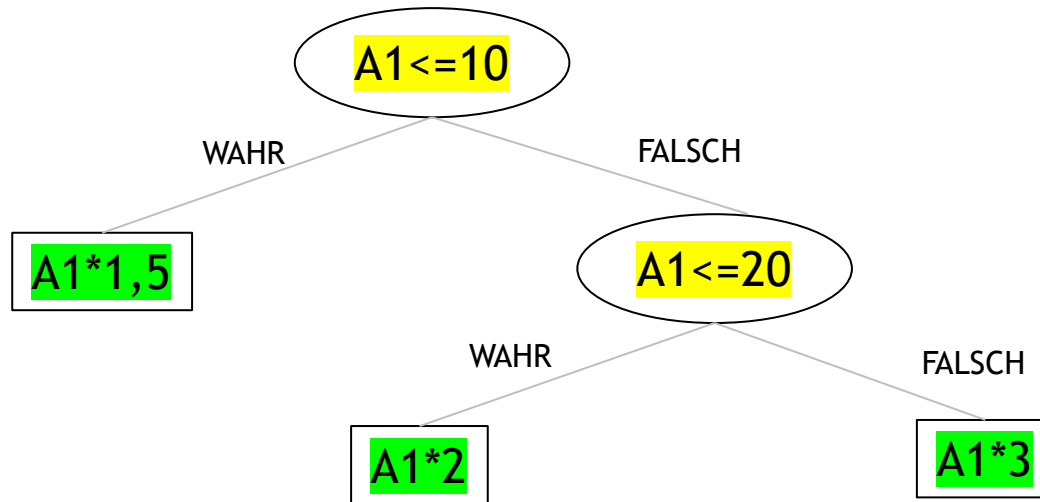 A1<=10
WAHR
FALSCH
A1*1,5
A1<=20
WAHR
FALSCH
A1*2
A1*3